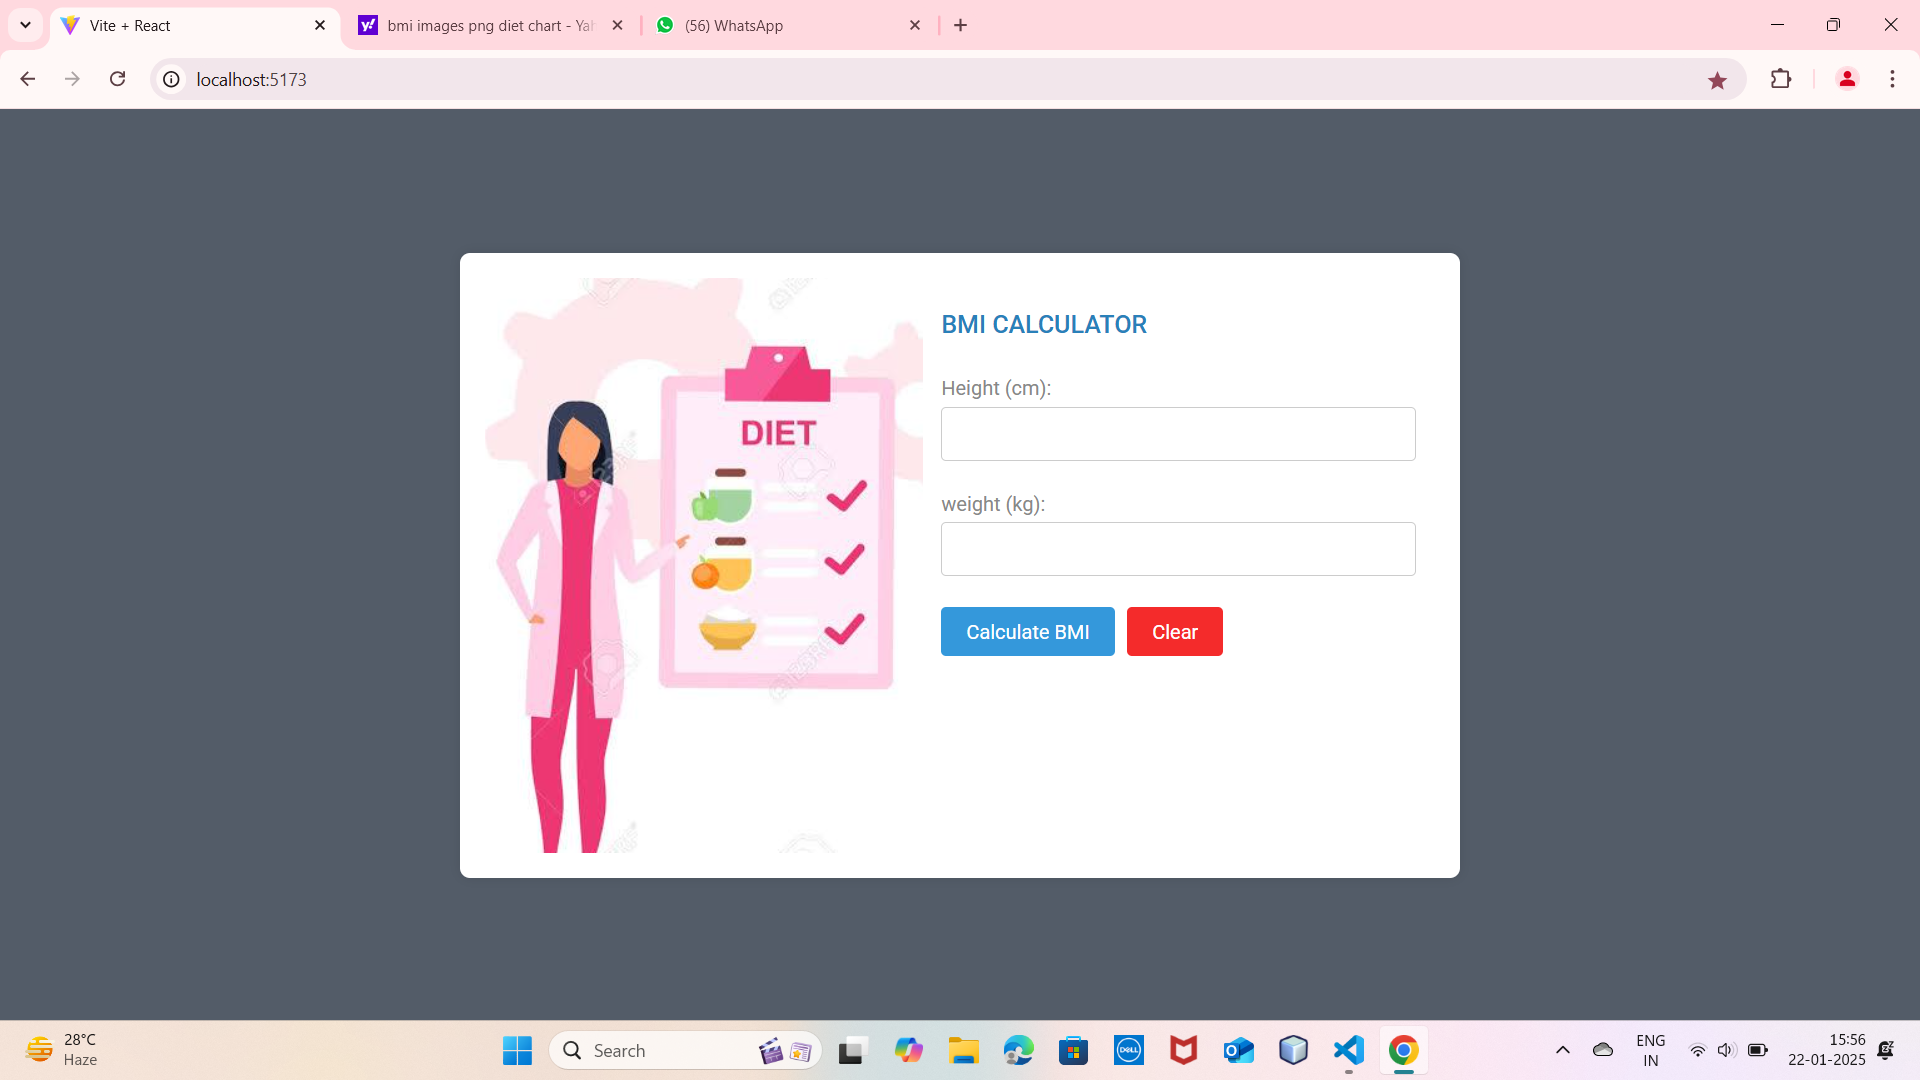 Vite + React
bmi images png diet chart - Yah
(56) WhatsApp
localhost:5173
BMI CALCULATOR
Height (cm):
DIET
weight (kg):
Calculate BMI
Clear
28°C
Haze
Search
DELL
ENG
IN
15:56
22-01-2025